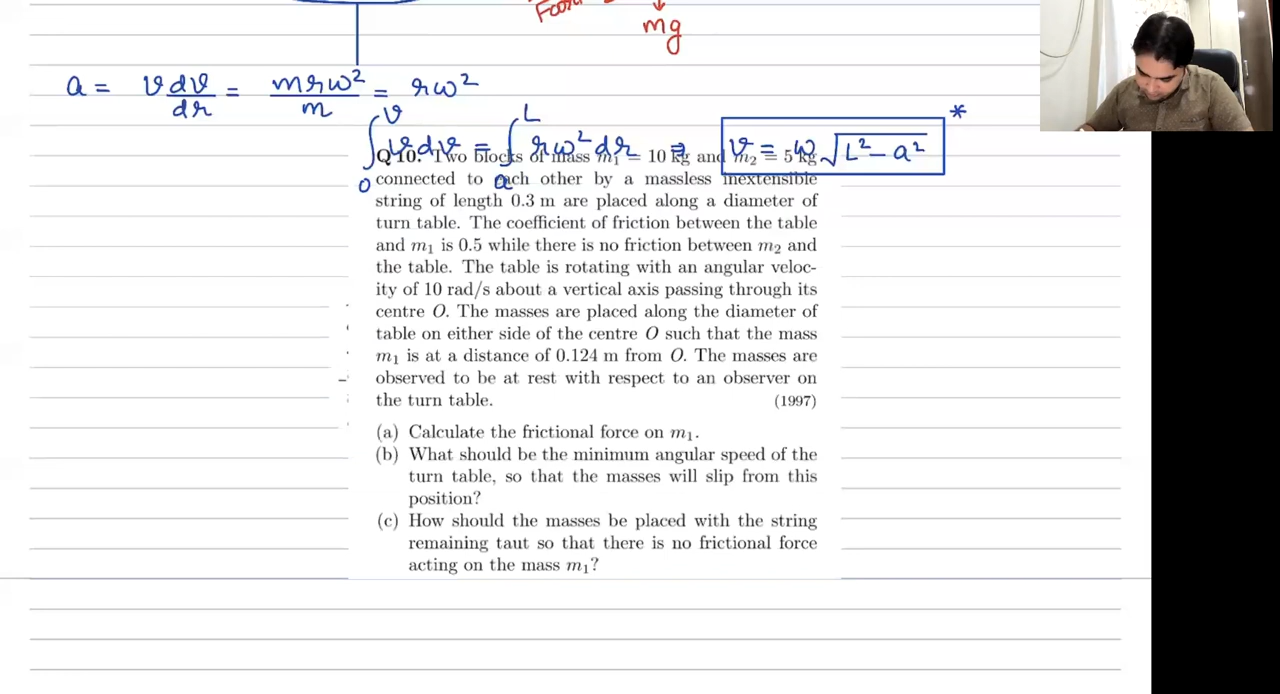 Fcon
mg
a = vdv/dr = mrω²/m = rω²
∫₀ᵛ vdv = ∫ₐᴸ rω²dr ⇒ v = ω√(L² − a²) *
Q 10. Two blocks of mass m₁ = 10 kg and m₂ = 5 kg
connected to each other by a massless inextensible
string of length 0.3 m are placed along a diameter of
turn table. The coefficient of friction between the table
and m₁ is 0.5 while there is no friction between m₂ and
the table. The table is rotating with an angular veloc-
ity of 10 rad/s about a vertical axis passing through its
centre O. The masses are placed along the diameter of
table on either side of the centre O such that the mass
m₁ is at a distance of 0.124 m from O. The masses are
observed to be at rest with respect to an observer on
the turn table. (1997)
(a) Calculate the frictional force on m₁.
(b) What should be the minimum angular speed of the
turn table, so that the masses will slip from this
position?
(c) How should the masses be placed with the string
remaining taut so that there is no frictional force
acting on the mass m₁?